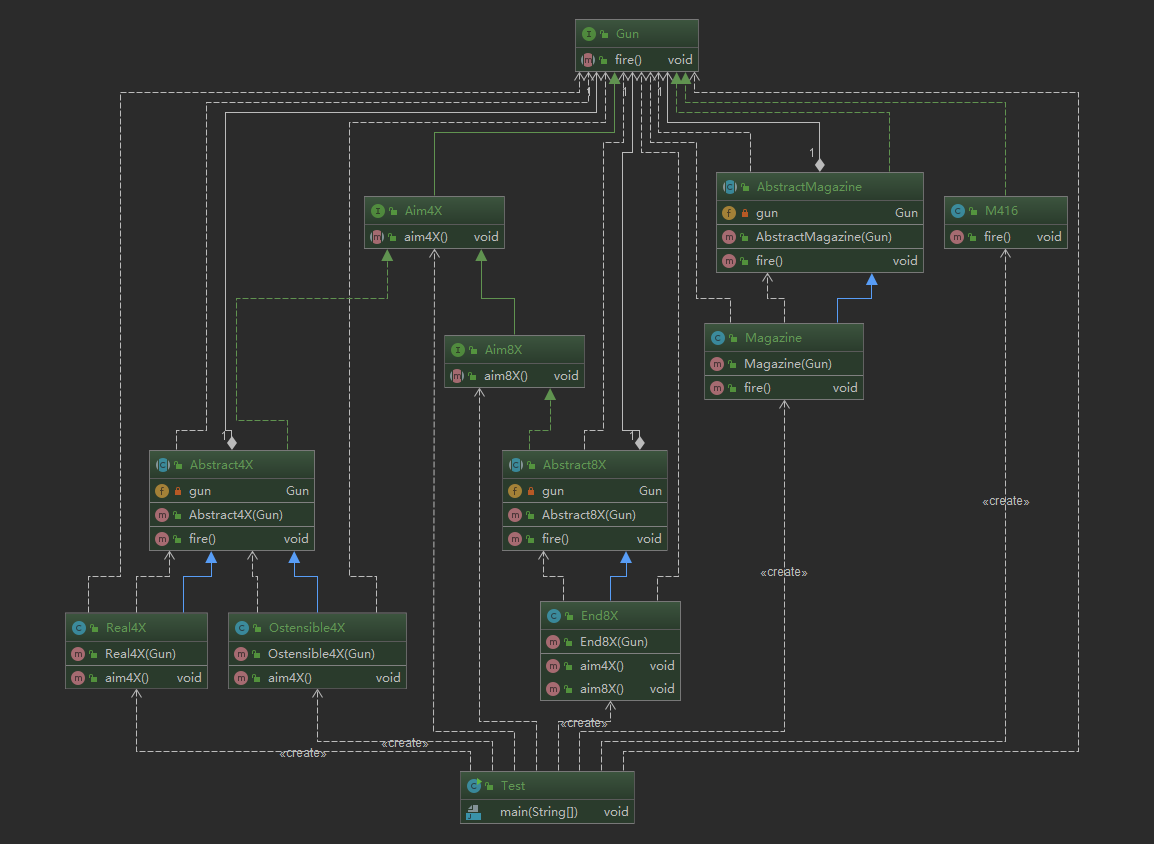 Gun
fire() void
1
1
1
AbstractMagazine
gun Gun
AbstractMagazine(Gun)
fire() void
Aim4X
aim4X() void
M416
fire() void
Magazine
Magazine(Gun)
fire() void
Aim8X
aim8X() void
1
1
Abstract4X
gun Gun
Abstract4X(Gun)
fire() void
Abstract8X
gun Gun
Abstract8X(Gun)
fire() void
«create»
«create»
Real4X
Real4X(Gun)
aim4X() void
Ostensible4X
Ostensible4X(Gun)
aim4X() void
End8X
End8X(Gun)
aim4X() void
aim8X() void
«create»
«create»
«create»
Test
main(String[]) void